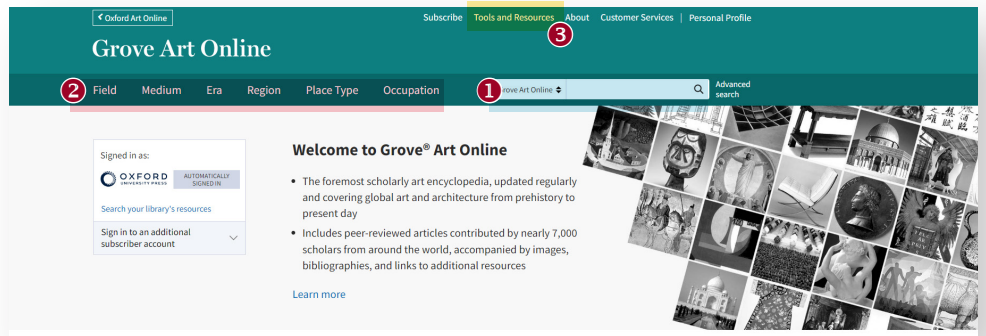 Oxford Art Online
Subscribe Tools and Resources About Customer Services | Personal Profile
3
Grove Art Online
2 Field Medium Era Region Place Type Occupation
1 rove Art Online
Advanced
search
Signed in as:
OXFORD
UNIVERSITY PRESS
AUTOMATICALLY
SIGNED IN
Search your library's resources
Sign in to an additional
subscriber account
Welcome to Grove® Art Online
• The foremost scholarly art encyclopedia, updated regularly
and covering global art and architecture from prehistory to
present day
• Includes peer-reviewed articles contributed by nearly 7,000
scholars from around the world, accompanied by images,
bibliographies, and links to additional resources
Learn more